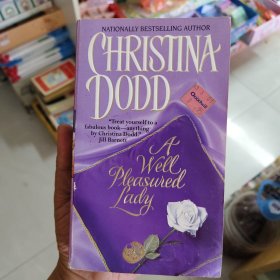 NATIONALLY BESTSELLING AUTHOR
CHRISTINA
DODD
"Treat yourself to a
fabulous book—anything
by Christina Dodd."
Jill Barnett
A
Well
Pleasured
Lady